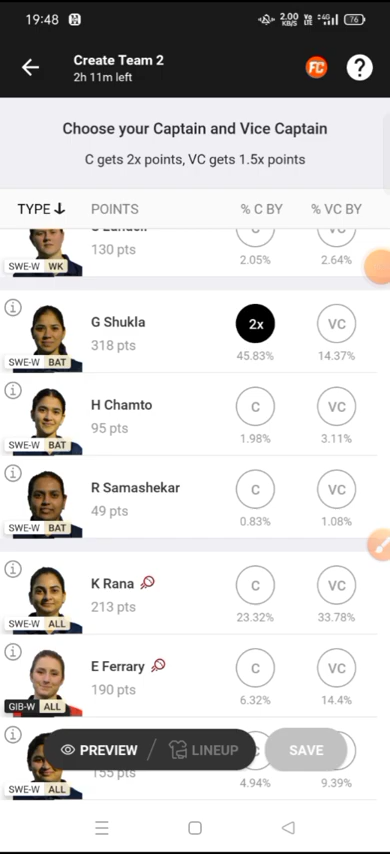 19:48 2.00 KB/S Vo LTE 4G 76
Create Team 2
2h 11m left
FC ?
Choose your Captain and Vice Captain
C gets 2x points, VC gets 1.5x points
TYPE POINTS % C BY % VC BY
130 pts
SWE-W WK 2.05% 2.64%
G Shukla 2x VC
318 pts
SWE-W BAT 45.83% 14.37%
H Chamto C VC
95 pts
SWE-W BAT 1.98% 3.11%
R Samashekar C VC
49 pts
SWE-W BAT 0.83% 1.08%
K Rana C VC
213 pts
SWE-W ALL 23.32% 33.78%
E Ferrary C VC
190 pts
GIB-W ALL 6.32% 14.4%
PREVIEW / LINEUP SAVE
155 pts
SWE-W ALL 4.94% 9.39%